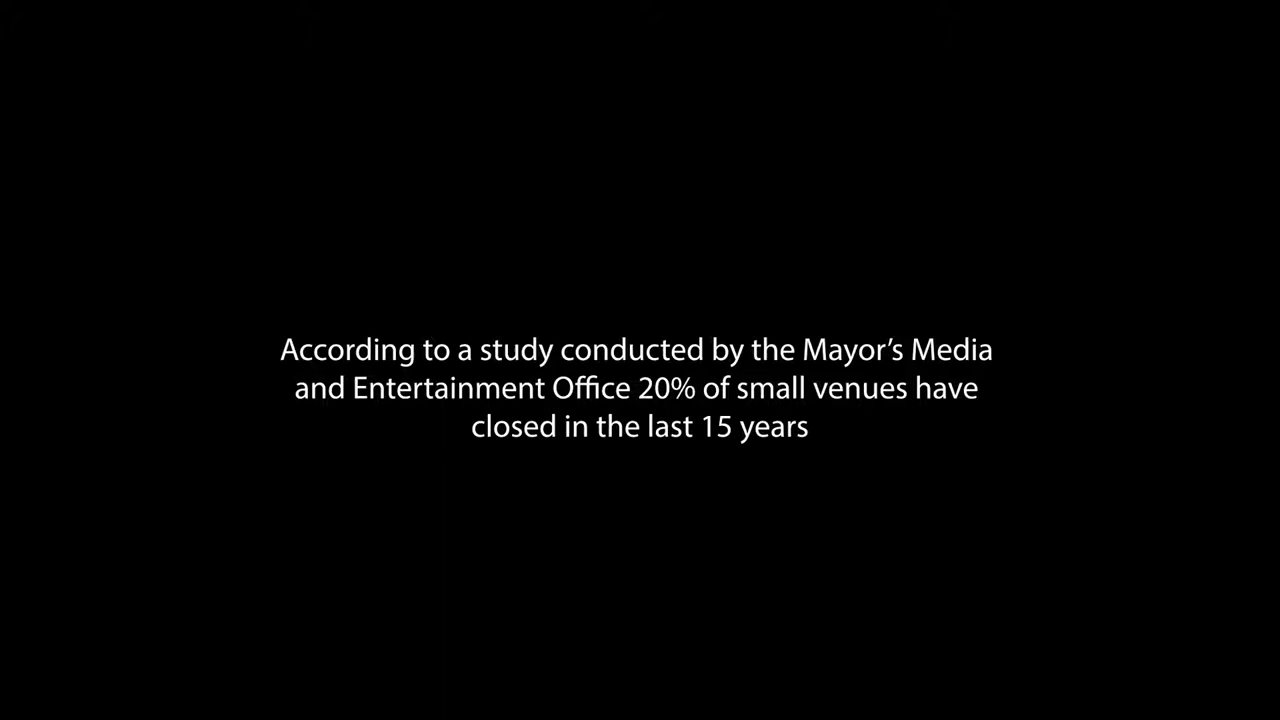 According to a study conducted by the Mayor’s Media
and Entertainment Office 20% of small venues have
closed in the last 15 years